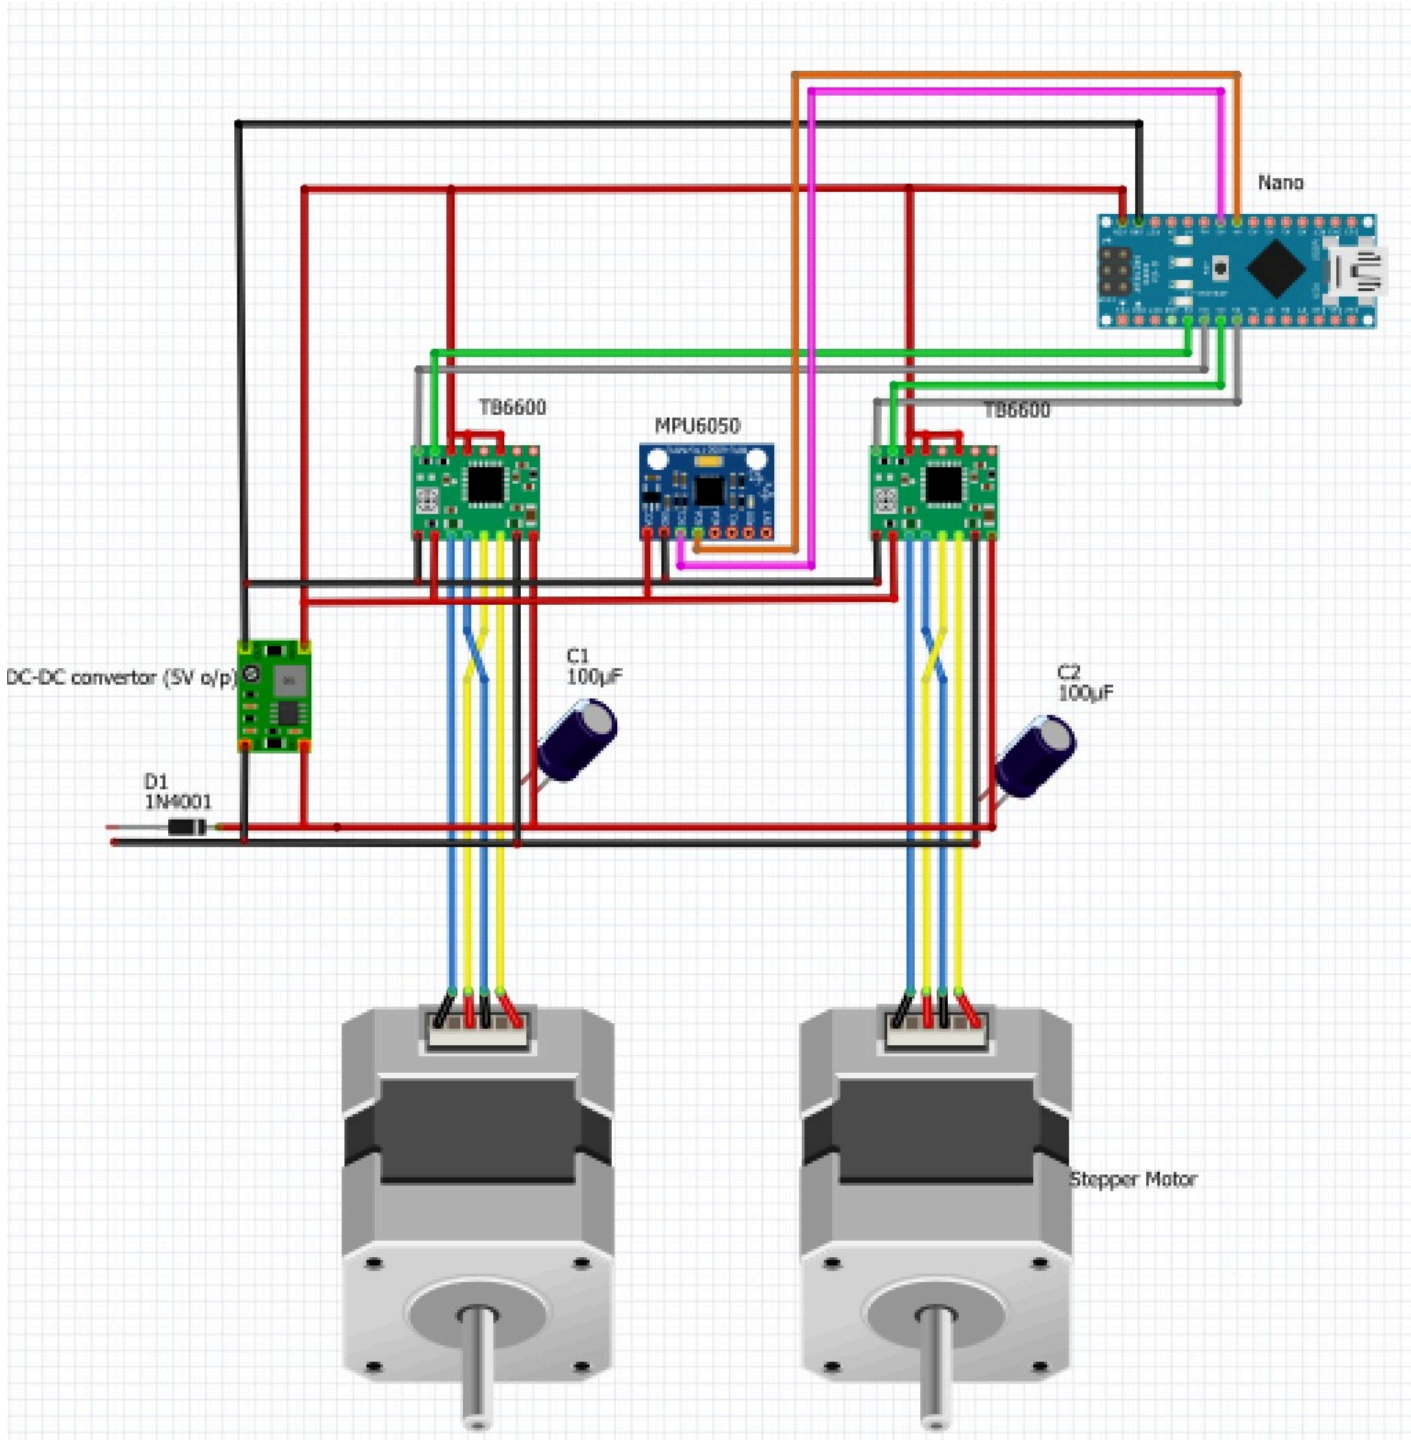 Nano
TB6600
TB6600
MPU6050
C1
100µF
C2
100µF
DC-DC convertor (5V o/p)
D1
1N4001
Stepper Motor